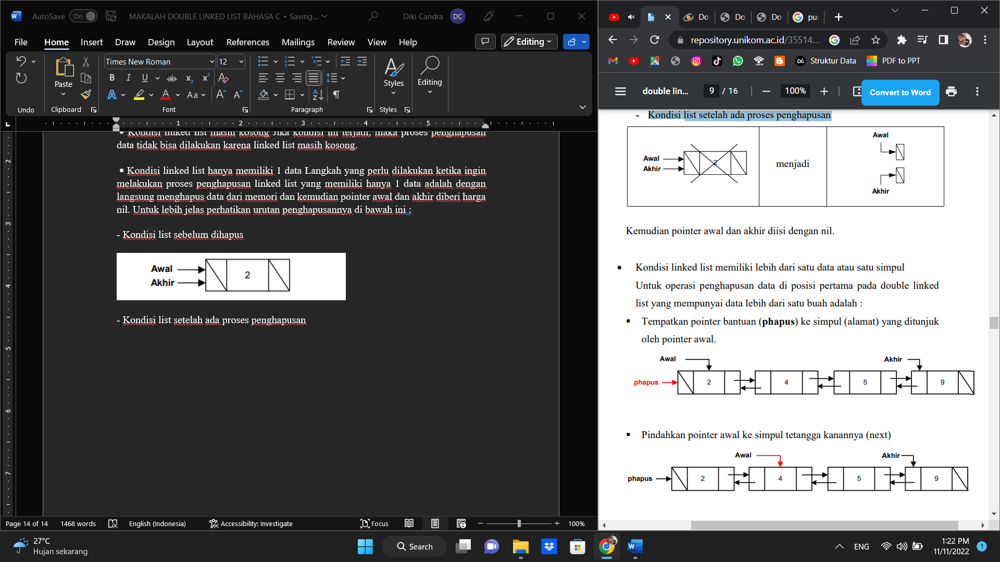 AutoSave On MAKALAH DOUBLE LINKED LIST BAHASA C • Saving... Diki Candra DC
File Home Insert Draw Design Layout References Mailings Review View Help Editing
Times New Roman 12
Paste Styles Editing
Undo Clipboard Font Paragraph Styles
1 2 3 4 5
• Kondisi linked list masih kosong Jika kondisi ini terjadi, maka proses penghapusan
data tidak bisa dilakukan karena linked list masih kosong.
• Kondisi linked list hanya memiliki 1 data Langkah yang perlu dilakukan ketika ingin
melakukan proses penghapusan linked list yang memiliki hanya 1 data adalah dengan
langsung menghapus data dari memori dan kemudian pointer awal dan akhir diberi harga
nil. Untuk lebih jelas perhatikan urutan penghapusannya di bawah ini :
- Kondisi list sebelum dihapus
Awal
Akhir
2
- Kondisi list setelah ada proses penghapusan
2
3
4
5
6
7
Page 14 of 14 1468 words English (Indonesia) Accessibility: Investigate Focus 100%
Do Do Do pus
repository.unikom.ac.id/35514...
Struktur Data PDF to PPT
double lin... 9 / 16 100% Convert to Word
- Kondisi list setelah ada proses penghapusan
Awal
Akhir
2
menjadi
Awal
Akhir
Kemudian pointer awal dan akhir diisi dengan nil.
• Kondisi linked list memiliki lebih dari satu data atau satu simpul
Untuk operasi penghapusan data di posisi pertama pada double linked
list yang mempunyai data lebih dari satu buah adalah :
▪ Tempatkan pointer bantuan (phapus) ke simpul (alamat) yang ditunjuk
oleh pointer awal.
Awal Akhir
phapus 2 4 5 9
▪ Pindahkan pointer awal ke simpul tetangga kanannya (next)
Awal Akhir
phapus 2 4 5 9
27°C
Hujan sekarang
Search
ENG
1:22 PM
11/11/2022
1